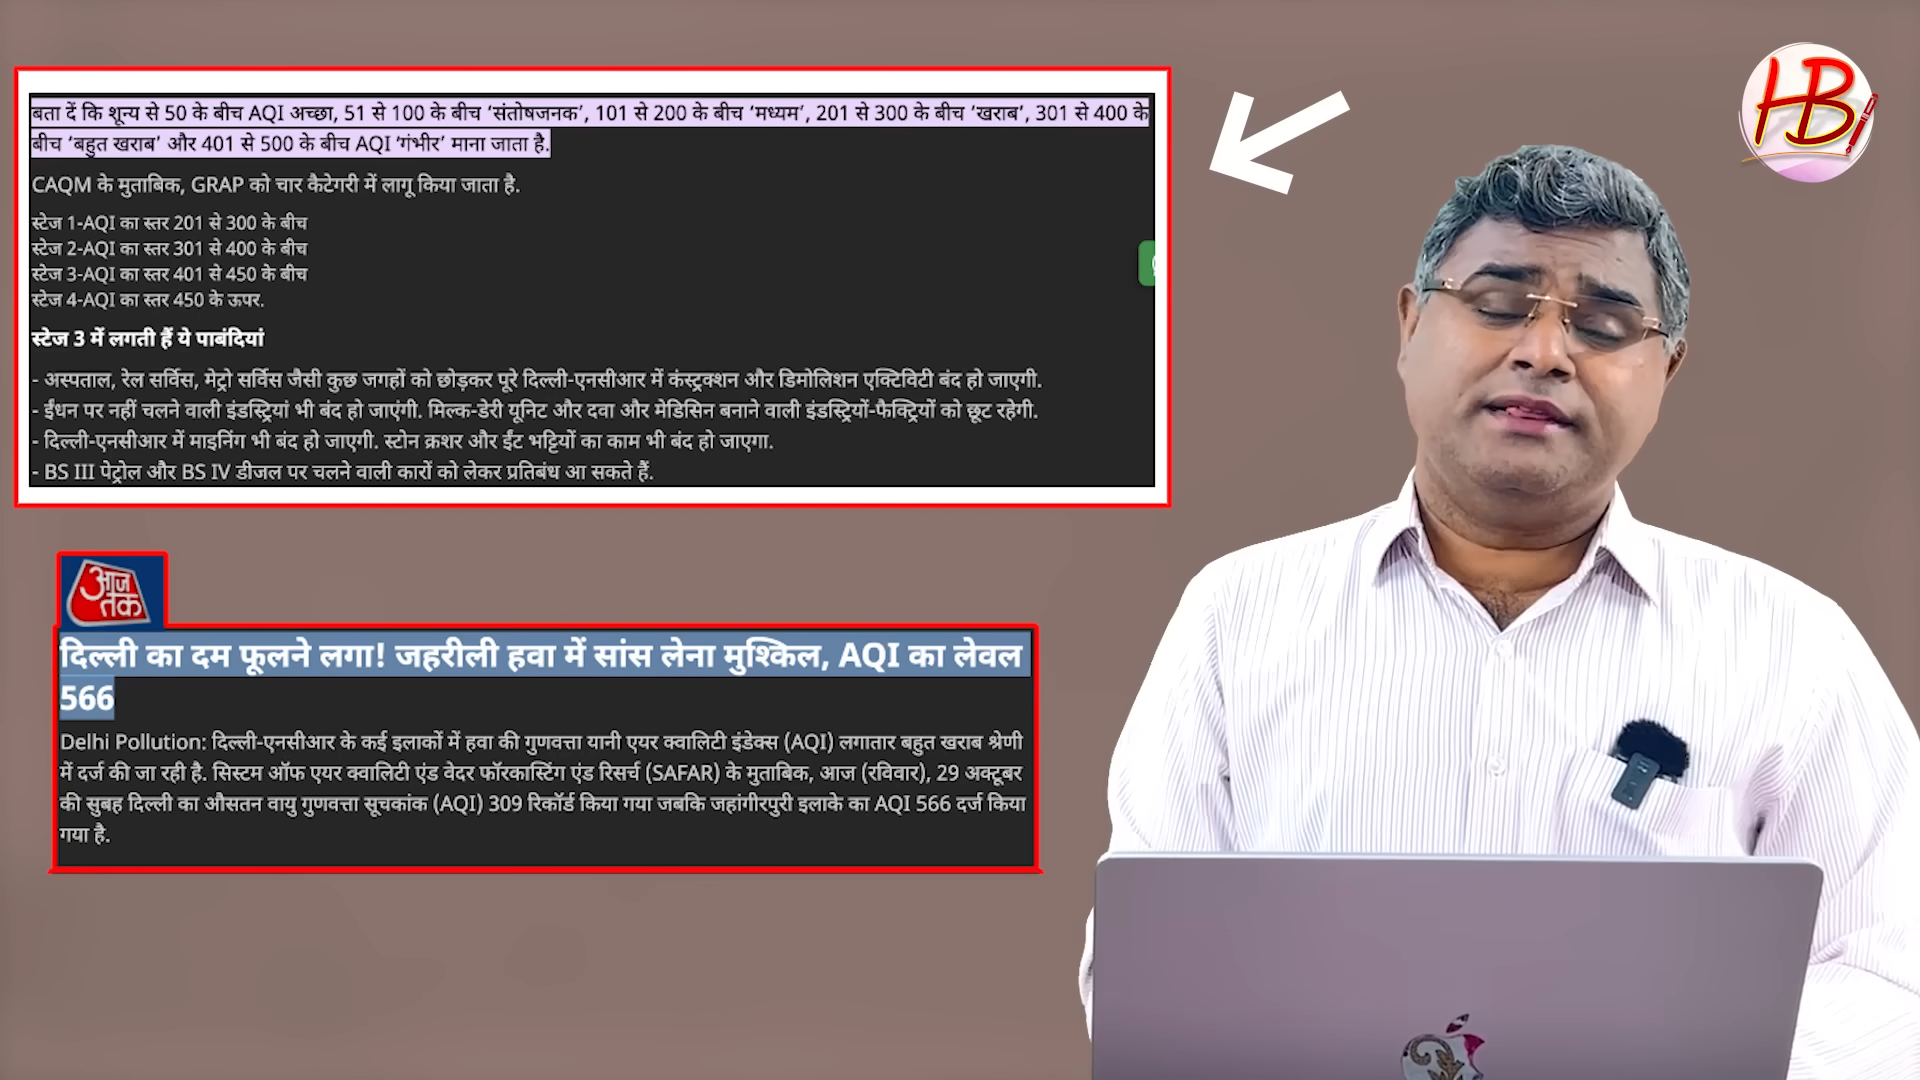 बता दें कि शून्य से 50 के बीच AQI अच्छा, 51 से 100 के बीच ‘संतोषजनक’, 101 से 200 के बीच ‘मध्यम’, 201 से 300 के बीच ‘खराब’, 301 से 400 के
बीच ‘बहुत खराब’ और 401 से 500 के बीच AQI ‘गंभीर’ माना जाता है.
CAQM के मुताबिक, GRAP को चार कैटेगरी में लागू किया जाता है.
स्टेज 1-AQI का स्तर 201 से 300 के बीच
स्टेज 2-AQI का स्तर 301 से 400 के बीच
स्टेज 3-AQI का स्तर 401 से 450 के बीच
स्टेज 4-AQI का स्तर 450 के ऊपर.
स्टेज 3 में लगती हैं ये पाबंदियां
- अस्पताल, रेल सर्विस, मेट्रो सर्विस जैसी कुछ जगहों को छोड़कर पूरे दिल्ली-एनसीआर में कंस्ट्रक्शन और डिमोलिशन एक्टिविटी बंद हो जाएगी.
- ईंधन पर नहीं चलने वाली इंडस्ट्रियां भी बंद हो जाएंगी. मिल्क-डेरी यूनिट और दवा और मेडिसिन बनाने वाली इंडस्ट्रियों-फैक्ट्रियों को छूट रहेगी.
- दिल्ली-एनसीआर में माइनिंग भी बंद हो जाएगी. स्टोन क्रशर और ईंट भट्टियों का काम भी बंद हो जाएगा.
- BS III पेट्रोल और BS IV डीजल पर चलने वाली कारों को लेकर प्रतिबंध आ सकते हैं.
HB
आज
तक
दिल्ली का दम फूलने लगा! जहरीली हवा में सांस लेना मुश्किल, AQI का लेवल
566
Delhi Pollution: दिल्ली-एनसीआर के कई इलाकों में हवा की गुणवत्ता यानी एयर क्वालिटी इंडेक्स (AQI) लगातार बहुत खराब श्रेणी
में दर्ज की जा रही है. सिस्टम ऑफ एयर क्वालिटी एंड वेदर फॉरकास्टिंग एंड रिसर्च (SAFAR) के मुताबिक, आज (रविवार), 29 अक्टूबर
की सुबह दिल्ली का औसतन वायु गुणवत्ता सूचकांक (AQI) 309 रिकॉर्ड किया गया जबकि जहांगीरपुरी इलाके का AQI 566 दर्ज किया
गया है.